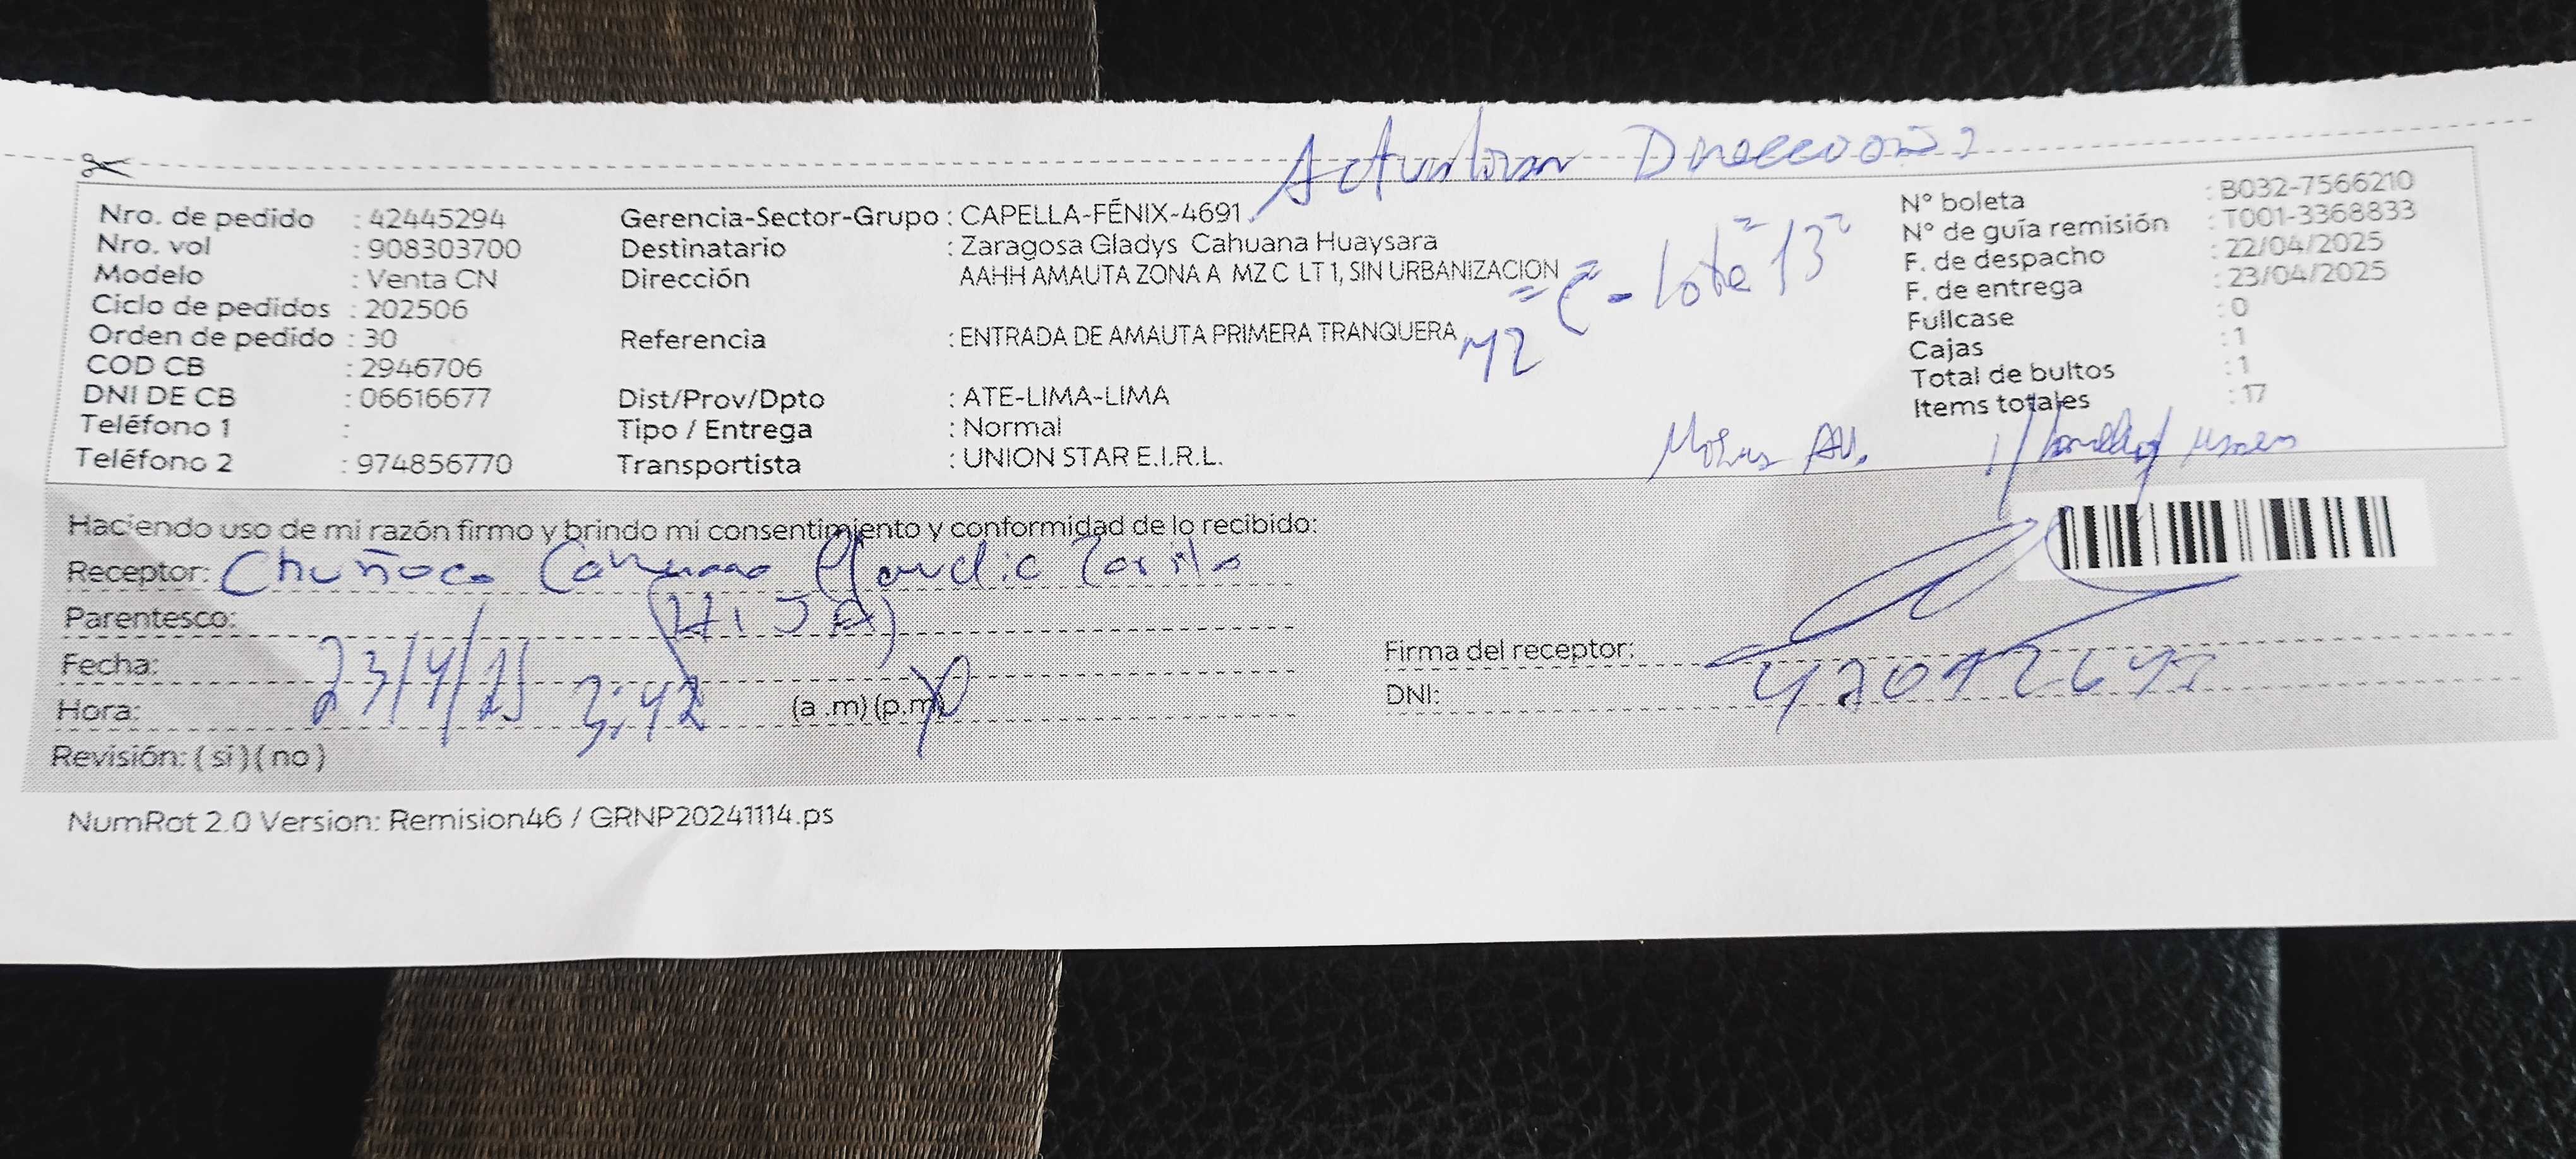 Actualizar Direccion
Nro. de pedido : 42445294
Nro. vol : 908303700
Modelo : Venta CN
Ciclo de pedidos : 202506
Orden de pedido : 30
COD CB : 2946706
DNI DE CB : 06616677
Teléfono 1 :
Teléfono 2 : 974856770
Gerencia-Sector-Grupo : CAPELLA-FÉNIX-4691
Destinatario : Zaragosa Gladys Cahuana Huaysara
Dirección AAHH AMAUTA ZONA A MZ C LT 1, SIN URBANIZACION
Referencia : ENTRADA DE AMAUTA PRIMERA TRANQUERA
Dist/Prov/Dpto : ATE-LIMA-LIMA
Tipo / Entrega : Normal
Transportista : UNION STAR E.I.R.L.
MZ "C" - lote "13"
N° boleta : B032-7566210
N° de guía remisión : T001-3368833
F. de despacho : 22/04/2025
F. de entrega : 23/04/2025
Fullcase : 0
Cajas : 1
Total de bultos : 1
Items totales : 17
Haciendo uso de mi razón firmo y brindo mi consentimiento y conformidad de lo recibido:
Receptor: Chuñoca Cahuana
Parentesco: (HIJA)
Fecha: 23/4/25
Hora: 3:42 (a .m) (p.m)
Revisión: ( si ) ( no )
Firma del receptor:
DNI:
NumRot 2.0 Version: Remision46 / GRNP20241114.ps